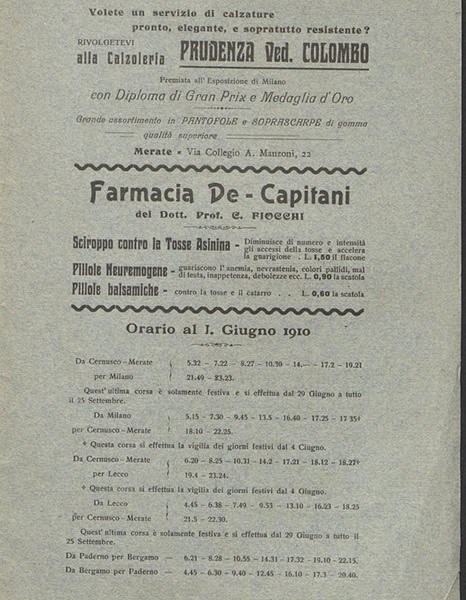 Volete un servizio di calzature
pronto, elegante, e sopratutto resistente?
RIVOLGETEVI
alla Calzoleria PRUDENZA Ved. COLOMBO
Premiata all' Esposizione di Milano
con Diploma di Gran Prix e Medaglia d'Oro
Grande assortimento in PANTOFOLE e SOPRASCARPE di gomma
qualità superiore
Merate - Via Collegio A. Manzoni, 22
Farmacia De - Capitani
del Dott. Prof. C. FIOCCHI
Sciroppo contro la Tosse Asinina - Diminuisce di numero e intensità
gli accessi della tosse e accelera
la guarigione . L. 1,50 il flacone
Pillole Neuremogene - guariscono l'anemia, nevrastenia, colori pallidi, mal
di testa, inappetenza, debolezze ecc. L. 0,90 la scatola
Pillole balsamiche - contro la tosse e il catarro . . L. 0,60 la scatola
Orario al I. Giugno 1910
Da Cernusco-Merate 5.32 - 7.22 - 8.27 - 10.30 - 14.— - 17.2 - 19.21
per Milano 21.49 - 23.23.
Quest'ultima corsa è solamente festiva e si effettua dal 29 Giugno a tutto
il 25 Settembre.
Da Milano 5.15 - 7.30 - 9.45 - 13.5 - 16.40 - 17.25 - 17 35+
per Cernusco-Merate 18.10 - 22.25.
+ Questa corsa si effettua la vigilia dei giorni festivi dal 4 Giugno.
Da Cernusco-Merate 6.20 - 8.25 - 10.31 - 14.2 - 17.21 - 18.12 - 18.27+
per Lecco 19.4 - 23.24.
+ Questa corsa si effettua la vigilia dei giorni festivi dal 4 Giugno.
Da Lecco 4.45 - 6.38 - 7.49 - 9.53 - 13.10 - 16.23 - 18.25
per Cernusco-Merate 21.5 - 22.30.
Quest'ultima corsa è solamente festiva e si effettua dal 29 Giugno a tutto il
25 Settembre.
Da Paderno per Bergamo — 6.21 - 8.28 - 10.55 - 14.31 - 17.32 - 19.10 - 22.15.
Da Bergamo per Paderno — 4.45 - 6.30 - 9.40 - 12.45 - 16.10 - 17.3 - 20.40.